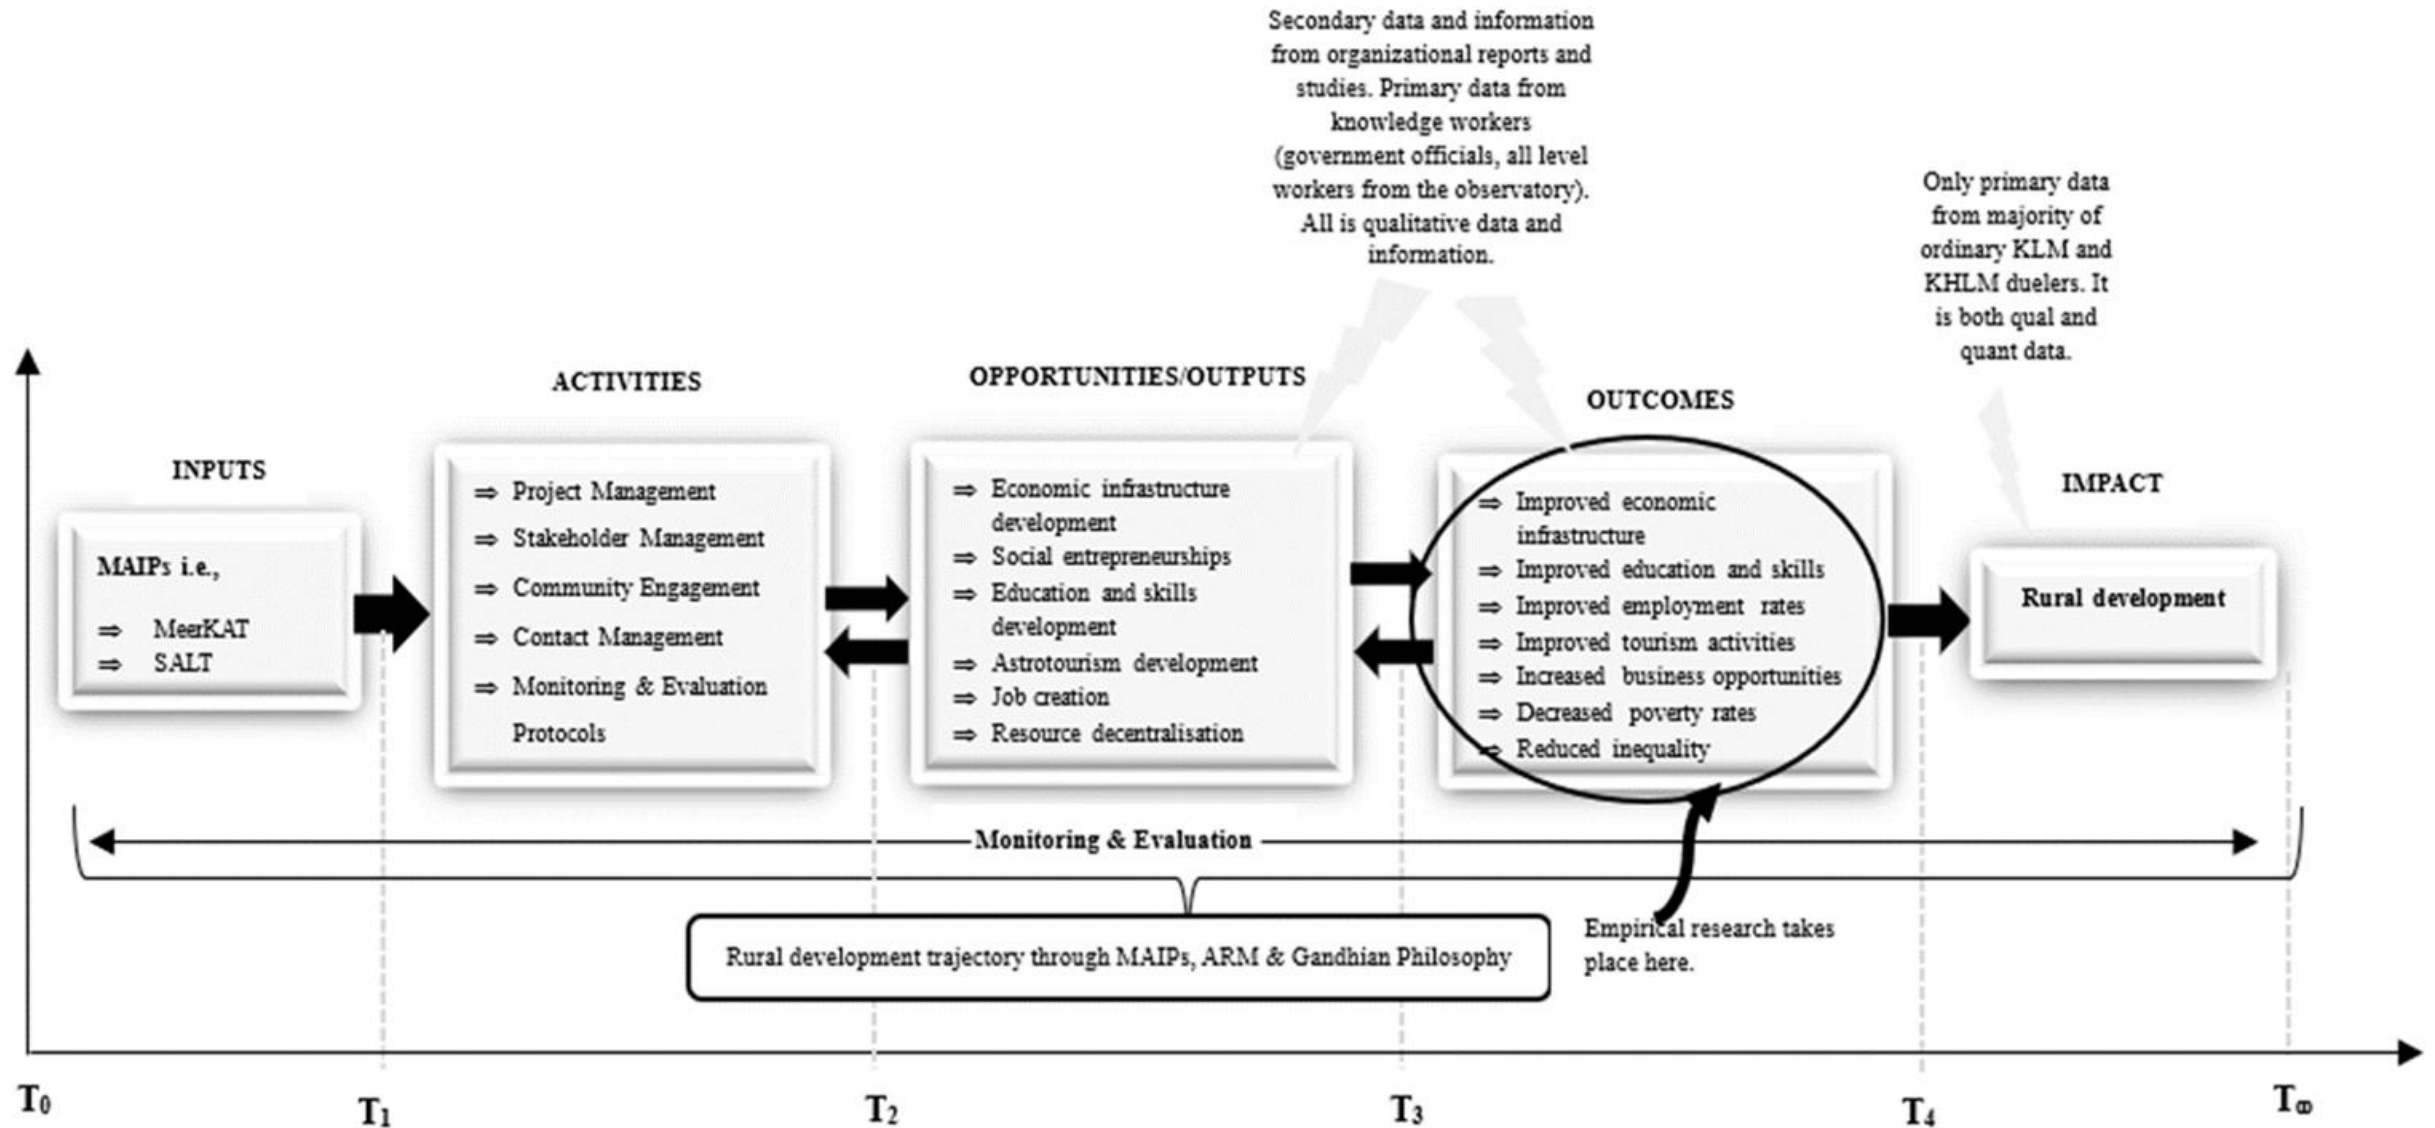 Secondary data and information
from organizational reports and
studies. Primary data from
knowledge workers
(government officials, all level
workers from the observatory).
All is qualitative data and
information.
Only primary data
from majority of
ordinary KLM and
KHLM duelers. It
is both qual and
quant data.
INPUTS
MAIPs i.e.,
⇒ MeerKAT
⇒ SALT
ACTIVITIES
⇒ Project Management
⇒ Stakeholder Management
⇒ Community Engagement
⇒ Contact Management
⇒ Monitoring & Evaluation
Protocols
OPPORTUNITIES/OUTPUTS
⇒ Economic infrastructure
development
⇒ Social entrepreneurships
⇒ Education and skills
development
⇒ Astrotourism development
⇒ Job creation
⇒ Resource decentralisation
OUTCOMES
⇒ Improved economic
infrastructure
⇒ Improved education and skills
⇒ Improved employment rates
⇒ Improved tourism activities
⇒ Increased business opportunities
⇒ Decreased poverty rates
⇒ Reduced inequality
IMPACT
Rural development
Monitoring & Evaluation
Rural development trajectory through MAIPs, ARM & Gandhian Philosophy
Empirical research takes
place here.
T0
T1
T2
T3
T4
T∞